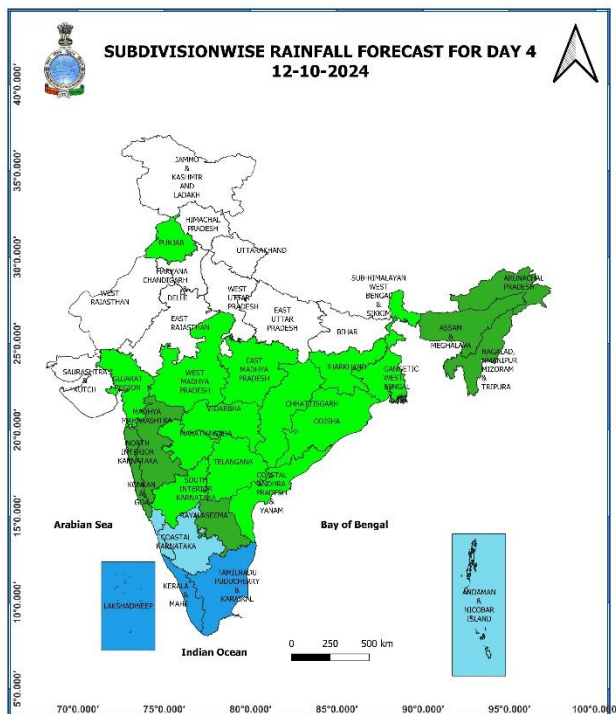 SUBDIVISIONWISE RAINFALL FORECAST FOR DAY 4
12-10-2024
40°0.000'
JAMMU
&
KASHMIR
AND
LADAKH
35°0.000'
HIMACHAL
PRADESH
PUNJAB
UTTARAKHAND
30°0.000'
HARYANA
CHANDIGARH
&
DELHI
WEST
RAJASTHAN
WEST
UTTAR
PRADESH
EAST
RAJASTHAN
EAST
UTTAR
PRADESH
BIHAR
SUB-HIMALAYAN
WEST
BENGAL
&
SIKKIM
ARUNACHAL
PRADESH
ASSAM
&
MEGHALAYA
25°0.000'
NAGALAD,
MANIPUR
MIZORAM
&
TRIPURA
SAURASHTRA
&
KUTCH
GUJARAT
REGION
WEST
MADHYA
PRADESH
EAST
MADHYA
PRADESH
JHARKHAND
GANGETIC
WEST
BENGAL
MADHYA
MAHARASHTRA
VIDARBHA
CHHATTISGARH
ODISHA
20°0.000'
MARATHWADA
NORTH
INTERIOR
KARNATAKA
TELANGANA
KONKAN
&
GOA
SOUTH
INTERIOR
KARNATAKA
COASTAL
ANDHRA
PRADESH
&
YANAM
15°0.000'
RAYALASEEMA
Arabian Sea
Bay of Bengal
COASTAL
KARNATAKA
LAKSHADWEEP
KERALA
&
MAHE
TAMILNADU
PUDUCHERRY
&
KARAIKAL
ANDAMAN
&
NICOBAR
ISLAND
10°0.000'
Indian Ocean
0 250 500 km
5°0.000'
70°0.000' 75°0.000' 80°0.000' 85°0.000' 90°0.000' 95°0.000' 100°0.000'